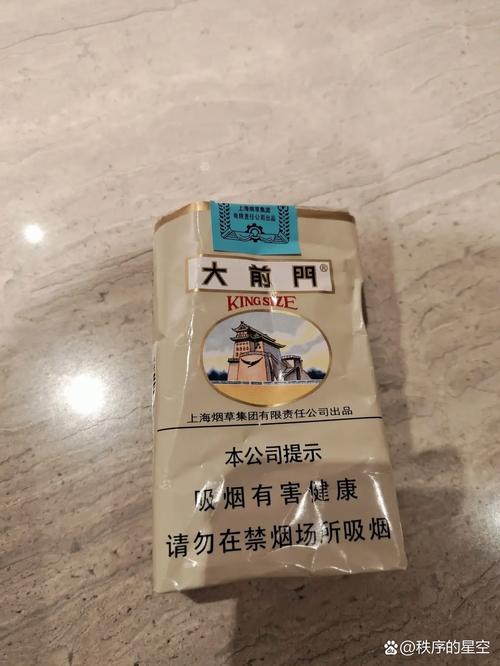 上海烟草集团
有限责任公司出品
大前門®
KING SIZE
上海烟草集团有限责任公司出品
本公司提示
吸烟有害健康
请勿在禁烟场所吸烟
@秩序的星空